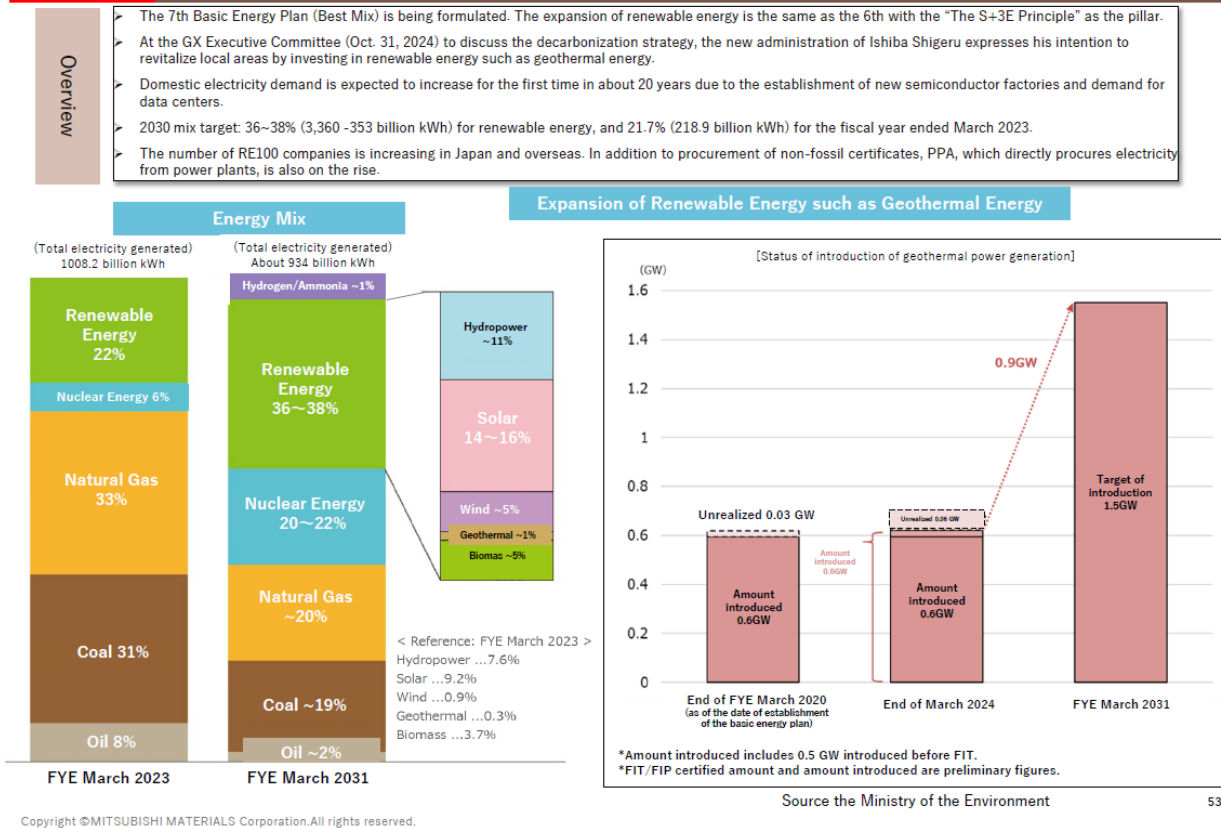 Overview
➢ The 7th Basic Energy Plan (Best Mix) is being formulated. The expansion of renewable energy is the same as the 6th with the “The S+3E Principle” as the pillar.
➢ At the GX Executive Committee (Oct. 31, 2024) to discuss the decarbonization strategy, the new administration of Ishiba Shigeru expresses his intention to
revitalize local areas by investing in renewable energy such as geothermal energy.
➢ Domestic electricity demand is expected to increase for the first time in about 20 years due to the establishment of new semiconductor factories and demand for
data centers.
➢ 2030 mix target: 36~38% (3,360 -353 billion kWh) for renewable energy, and 21.7% (218.9 billion kWh) for the fiscal year ended March 2023.
➢ The number of RE100 companies is increasing in Japan and overseas. In addition to procurement of non-fossil certificates, PPA, which directly procures electricity
from power plants, is also on the rise.
Energy Mix
(Total electricity generated)
1008.2 billion kWh
Renewable
Energy
22%
Nuclear Energy 6%
Natural Gas
33%
Coal 31%
Oil 8%
FYE March 2023
(Total electricity generated)
About 934 billion kWh
Hydrogen/Ammonia ~1%
Renewable
Energy
36~38%
Nuclear Energy
20~22%
Natural Gas
~20%
Coal ~19%
Oil ~2%
FYE March 2031
Hydropower
~11%
Solar
14~16%
Wind ~5%
Geothermal ~1%
Biomas ~5%
< Reference: FYE March 2023 >
Hydropower ...7.6%
Solar ...9.2%
Wind ...0.9%
Geothermal ...0.3%
Biomass ...3.7%
Expansion of Renewable Energy such as Geothermal Energy
[Status of introduction of geothermal power generation]
(GW)
1.6
1.4
1.2
1
0.8
0.6
0.4
0.2
0
Unrealized 0.03 GW
Amount
introduced
0.6GW
End of FYE March 2020
(as of the date of establishment
of the basic energy plan)
Amount
introduced
0.6GW
Unrealized 0.06 GW
Amount
introduced
0.6GW
End of March 2024
0.9GW
Target of
introduction
1.5GW
FYE March 2031
*Amount introduced includes 0.5 GW introduced before FIT.
*FIT/FIP certified amount and amount introduced are preliminary figures.
Source the Ministry of the Environment
53
Copyright ©MITSUBISHI MATERIALS Corporation.All rights reserved.